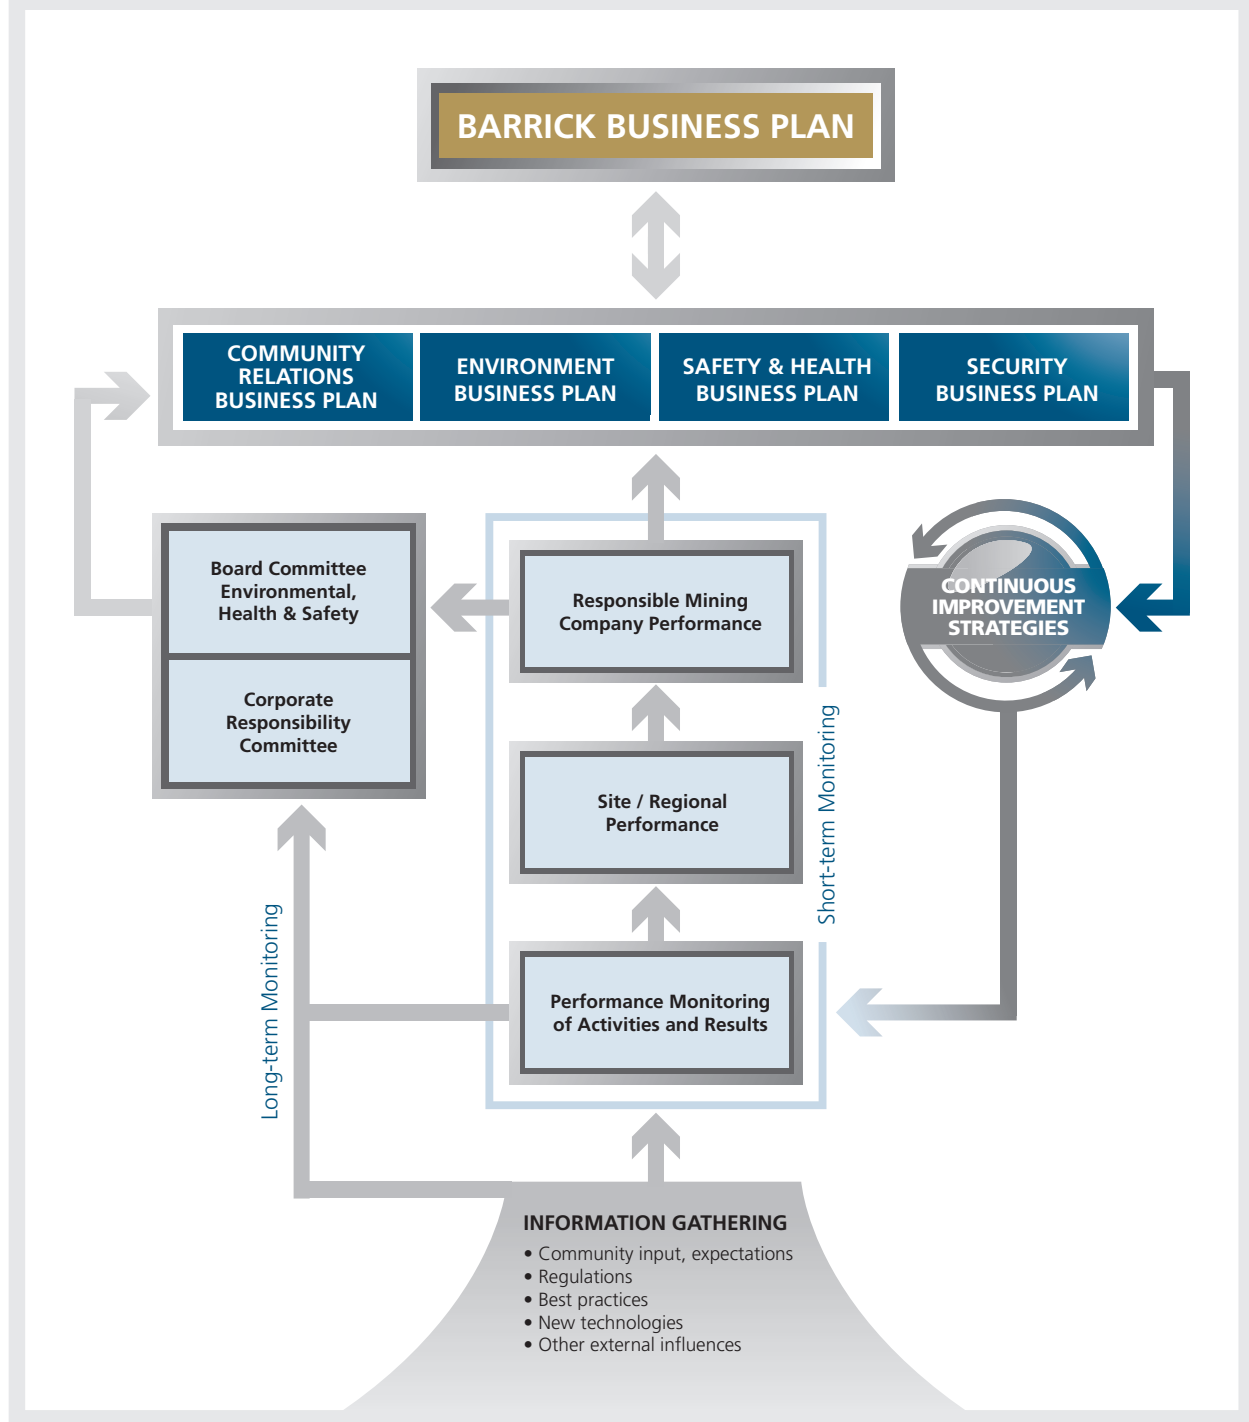 BARRICK BUSINESS PLAN
COMMUNITY
RELATIONS
BUSINESS PLAN
ENVIRONMENT
BUSINESS PLAN
SAFETY & HEALTH
BUSINESS PLAN
SECURITY
BUSINESS PLAN
Board Committee
Environmental,
Health & Safety
Corporate
Responsibility
Committee
Responsible Mining
Company Performance
CONTINUOUS
IMPROVEMENT
STRATEGIES
Site / Regional
Performance
Short-term Monitoring
Long-term Monitoring
Performance Monitoring
of Activities and Results
INFORMATION GATHERING
• Community input, expectations
• Regulations
• Best practices
• New technologies
• Other external influences